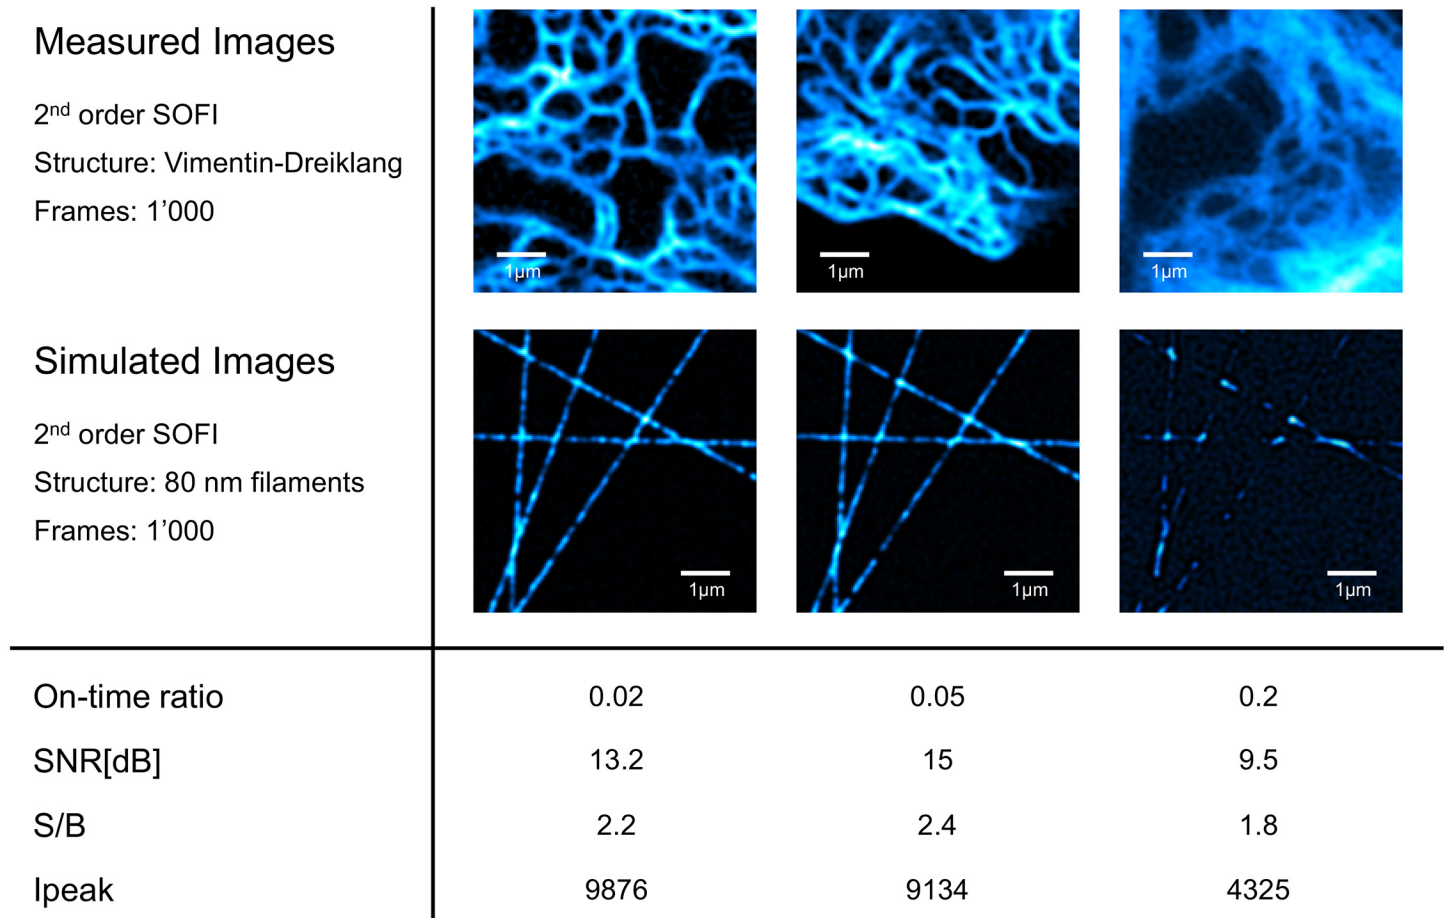 Measured Images
2nd order SOFI
Structure: Vimentin-Dreiklang
Frames: 1’000
1μm 1μm 1μm
Simulated Images
2nd order SOFI
Structure: 80 nm filaments
Frames: 1’000
1μm 1μm 1μm
On-time ratio 0.02 0.05 0.2
SNR[dB] 13.2 15 9.5
S/B 2.2 2.4 1.8
Ipeak 9876 9134 4325